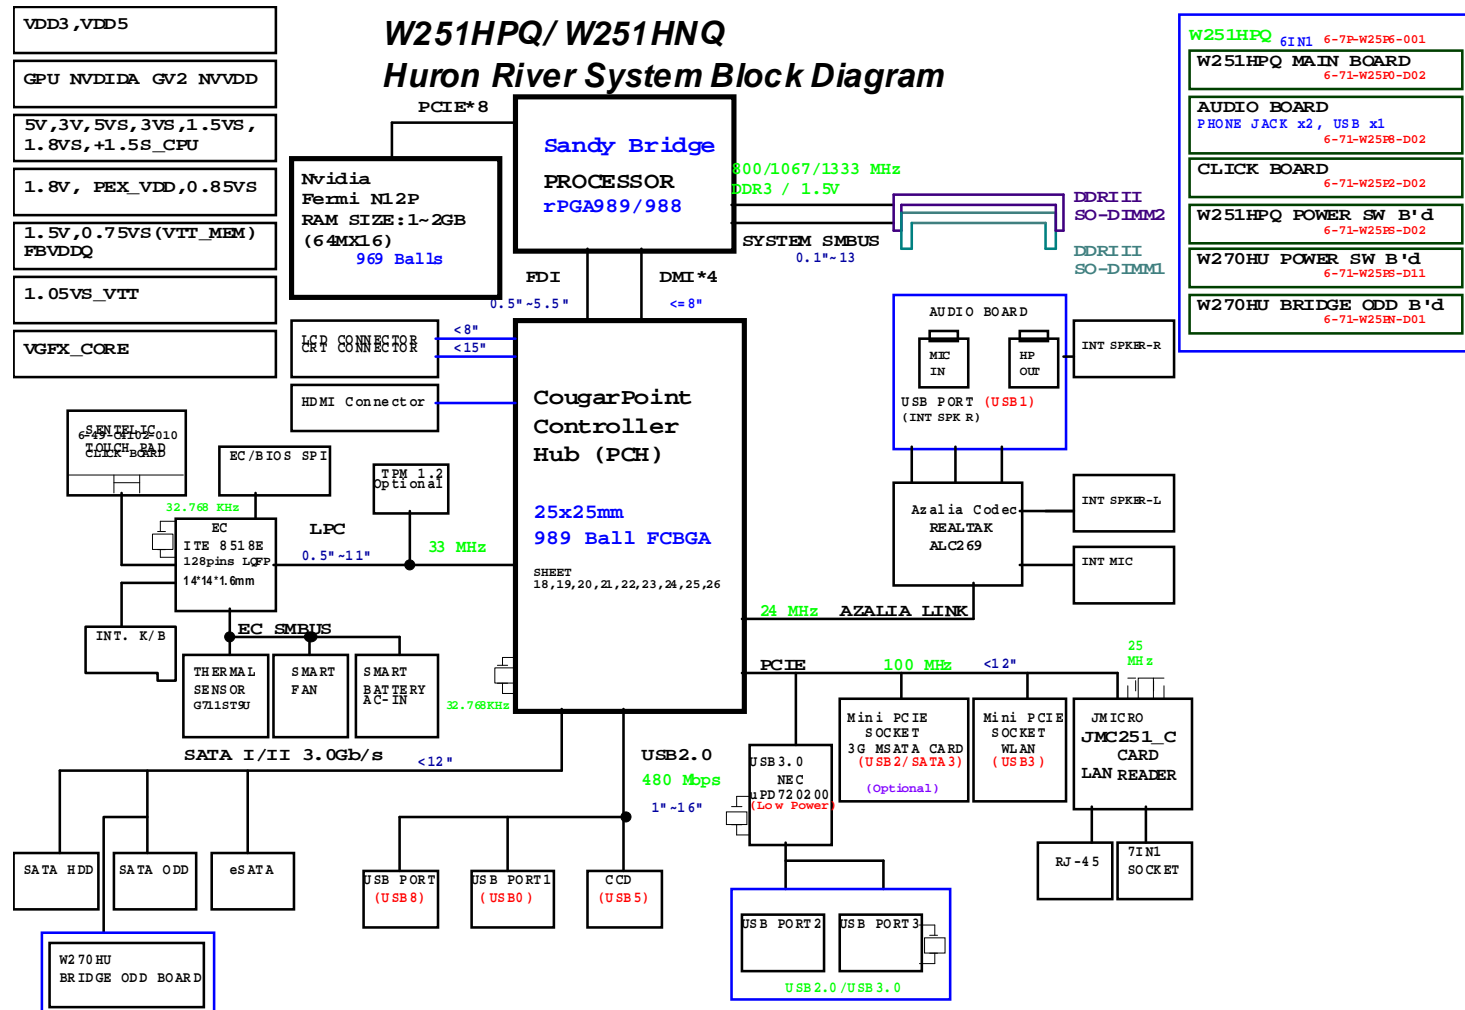 W251HPQ/ W251HNQ
Huron River System Block Diagram
VDD3,VDD5
GPU NVDIDA GV2 NVVDD
5V,3V,5VS,3VS,1.5VS,
1.8VS,+1.5S_CPU
1.8V, PEX_VDD,0.85VS
1.5V,0.75VS(VTT_MEM)
FBVDDQ
1.05VS_VTT
VGFX_CORE
W251HPQ 6IN1 6-7P-W25P6-001
W251HPQ MAIN BOARD
6-71-W25P0-D02
AUDIO BOARD
PHONE JACK x2, USB x1
6-71-W25P8-D02
CLICK BOARD
6-71-W25P2-D02
W251HPQ POWER SW B'd
6-71-W25PS-D02
W270HU POWER SW B'd
6-71-W25PS-D11
W270HU BRIDGE ODD B'd
6-71-W25PN-D01
PCIE*8
Nvidia
Fermi N12P
RAM SIZE:1~2GB
(64MX16)
969 Balls
Sandy Bridge
PROCESSOR
rPGA989/988
800/1067/1333 MHz
DDR3 / 1.5V
SYSTEM SMBUS
0.1"~13
DDRIII
SO-DIMM2
DDRIII
SO-DIMM1
FDI
0.5"~5.5"
DMI*4
<=8"
LCD CONNECTOR
<8"
CRT CONNECTOR
<15"
HDMI Connector
CougarPoint
Controller
Hub (PCH)
25x25mm
989 Ball FCBGA
SHEET
18,19,20,21,22,23,24,25,26
AUDIO BOARD
MIC
IN
HP
OUT
USB PORT (USB1)
(INT SPK R)
INT SPKER-R
Azalia Codec
REALTAK
ALC269
INT SPKER-L
INT MIC
24 MHz AZALIA LINK
SENTELIC
TOUCH PAD
6-49-C4102-010
CLICK BOARD
EC/BIOS SPI
TPM 1.2
Optional
32.768 KHz
EC
ITE 8518E
128pins LQFP
14*14*1.6mm
LPC
0.5"~11"
33 MHz
INT. K/B
EC SMBUS
THERMAL
SENSOR
G711ST9U
SMART
FAN
SMART
BATTERY
AC-IN
32.768KHz
PCIE
100 MHz
<12"
25
MHz
USB3.0
NEC
uPD720200
(Low Power)
Mini PCIE
SOCKET
3G MSATA CARD
(USB2/SATA3)
(Optional)
Mini PCIE
SOCKET
WLAN
(USB3)
JMICRO
JMC251_C
CARD
LAN READER
RJ-45
7IN1
SOCKET
SATA I/II 3.0Gb/s
<12"
USB2.0
480 Mbps
1"~16"
SATA HDD
SATA ODD
eSATA
W270HU
BRIDGE ODD BOARD
USB PORT
(USB8)
USB PORT1
(USB0)
CCD
(USB5)
USB PORT2
USB PORT3
USB2.0/USB3.0